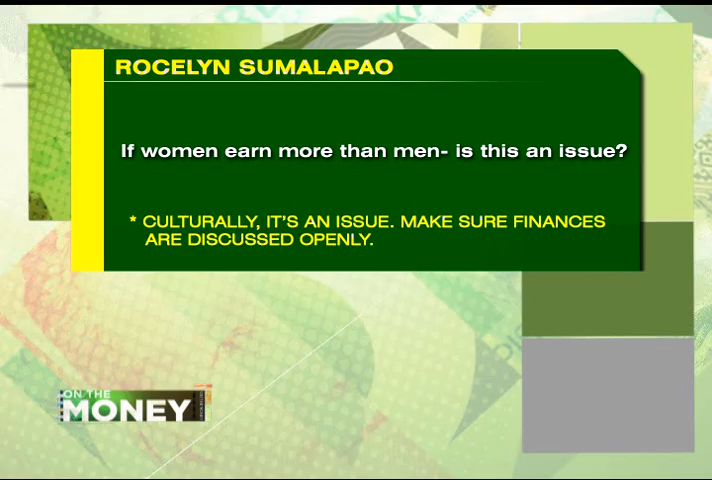 ROCELYN SUMALAPAO
If women earn more than men- is this an issue?
* CULTURALLY, IT'S AN ISSUE. MAKE SURE FINANCES
ARE DISCUSSED OPENLY.
ON THE
MONEY